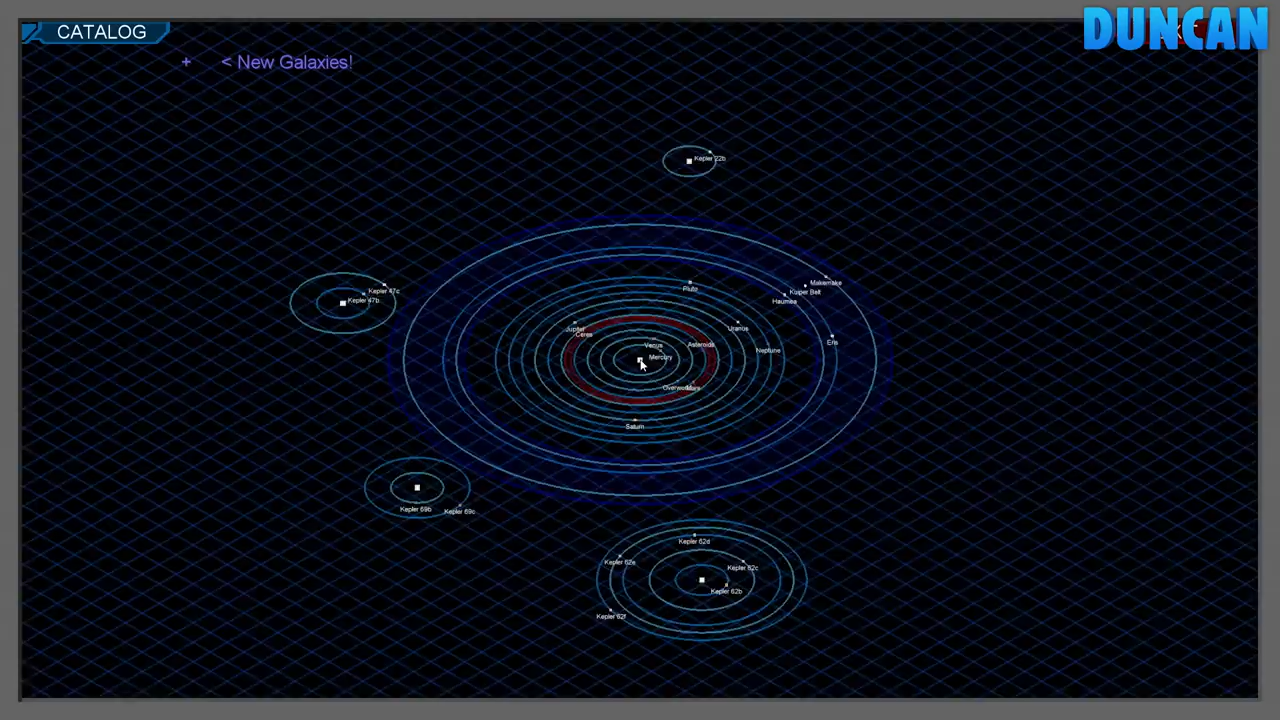 CATALOG
DUNCAN
+ < New Galaxies!
Kepler 22b
Makemake
Pluto
Kepler 47c
Kuiper Belt
Kepler 47b
Haumea
Jupiter
Uranus
Ceres
Eris
Venus
Asteroids
Neptune
Mercury
Saturn
Kepler 69b
Kepler 69c
Kepler 62d
Kepler 62e
Kepler 62c
Kepler 62b
Kepler 62f